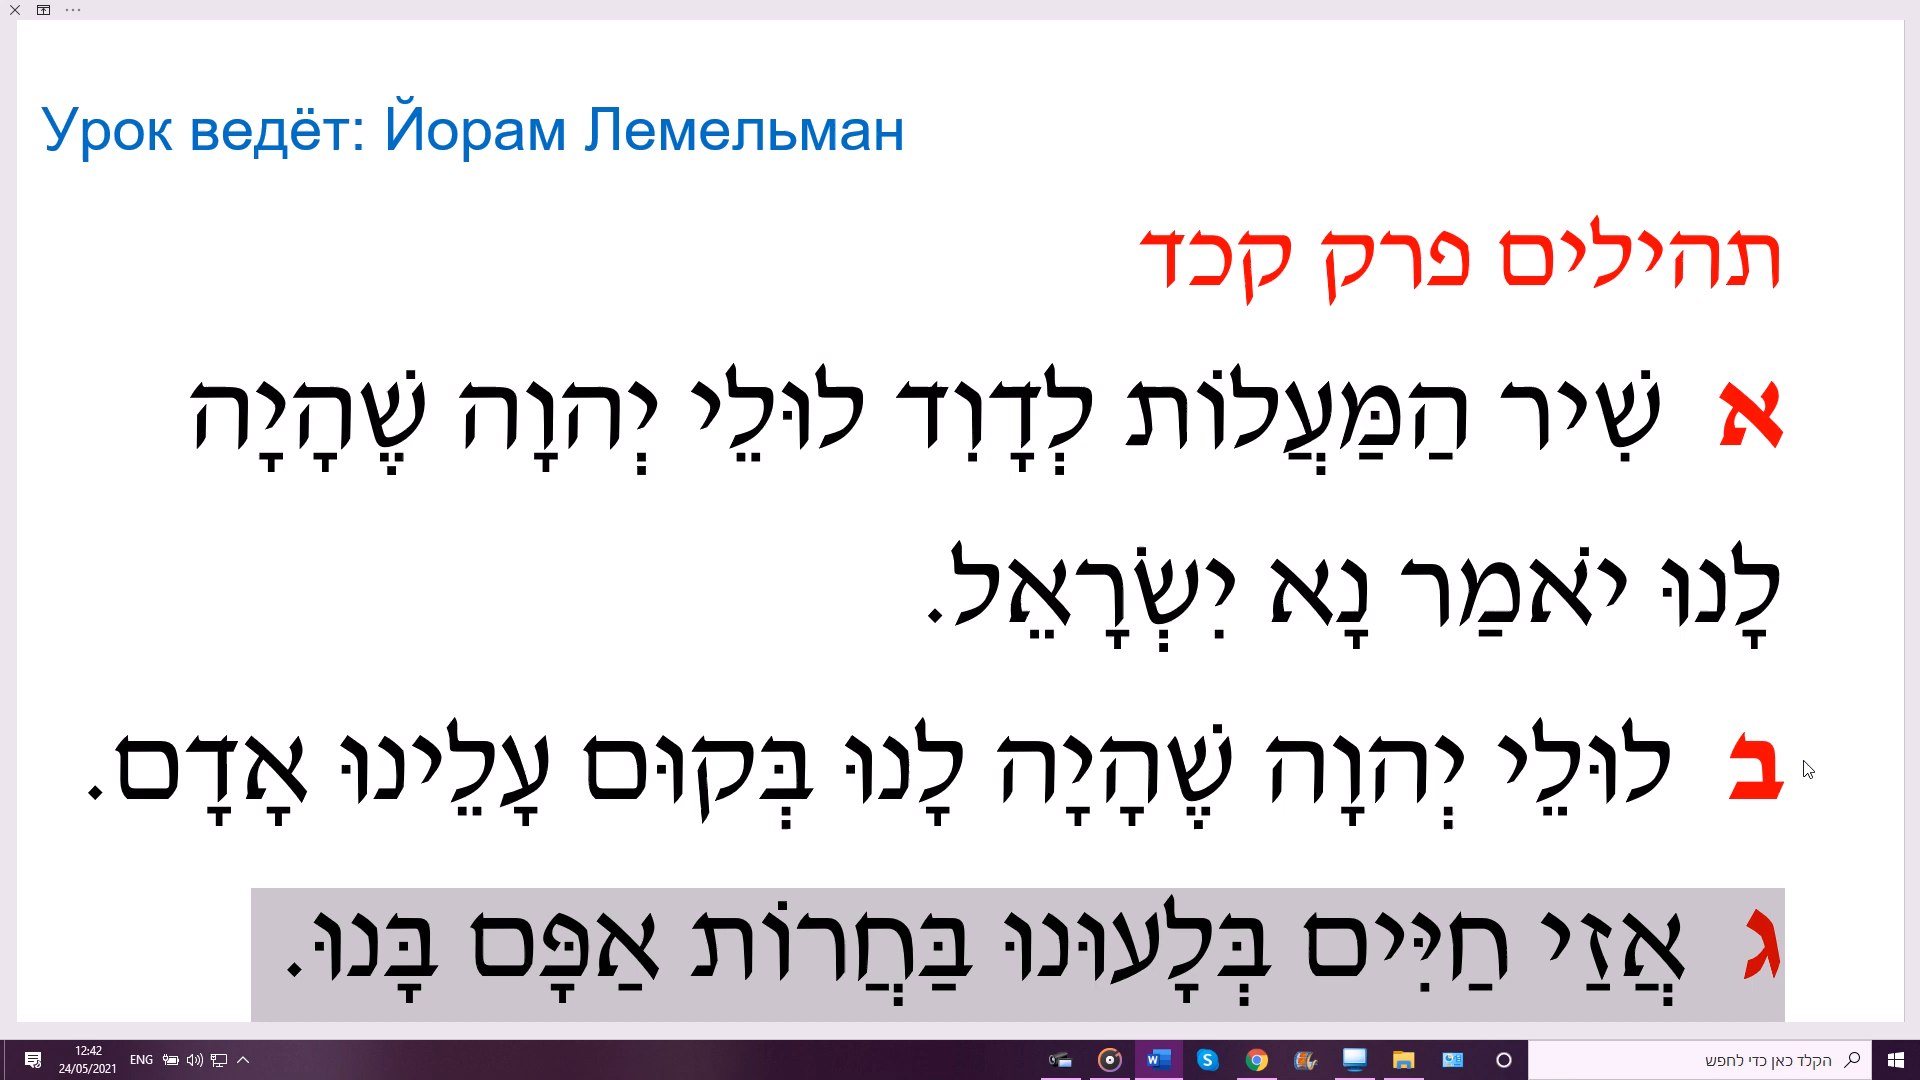 Урок ведёт: Йорам Лемельман
תהילים פרק קכד
א שִׁיר הַמַּעֲלוֹת לְדָוִד לוּלֵי יְהוָה שֶׁהָיָה
לָנוּ יֹאמַר נָא יִשְׂרָאֵל.
ב לוּלֵי יְהוָה שֶׁהָיָה לָנוּ בְּקוּם עָלֵינוּ אָדָם.
ג אֲזַי חַיִּים בְּלָעוּנוּ בַּחֲרוֹת אַפָּם בָּנוּ.
12:42
24/05/2021
ENG
הקלד כאן כדי לחפש